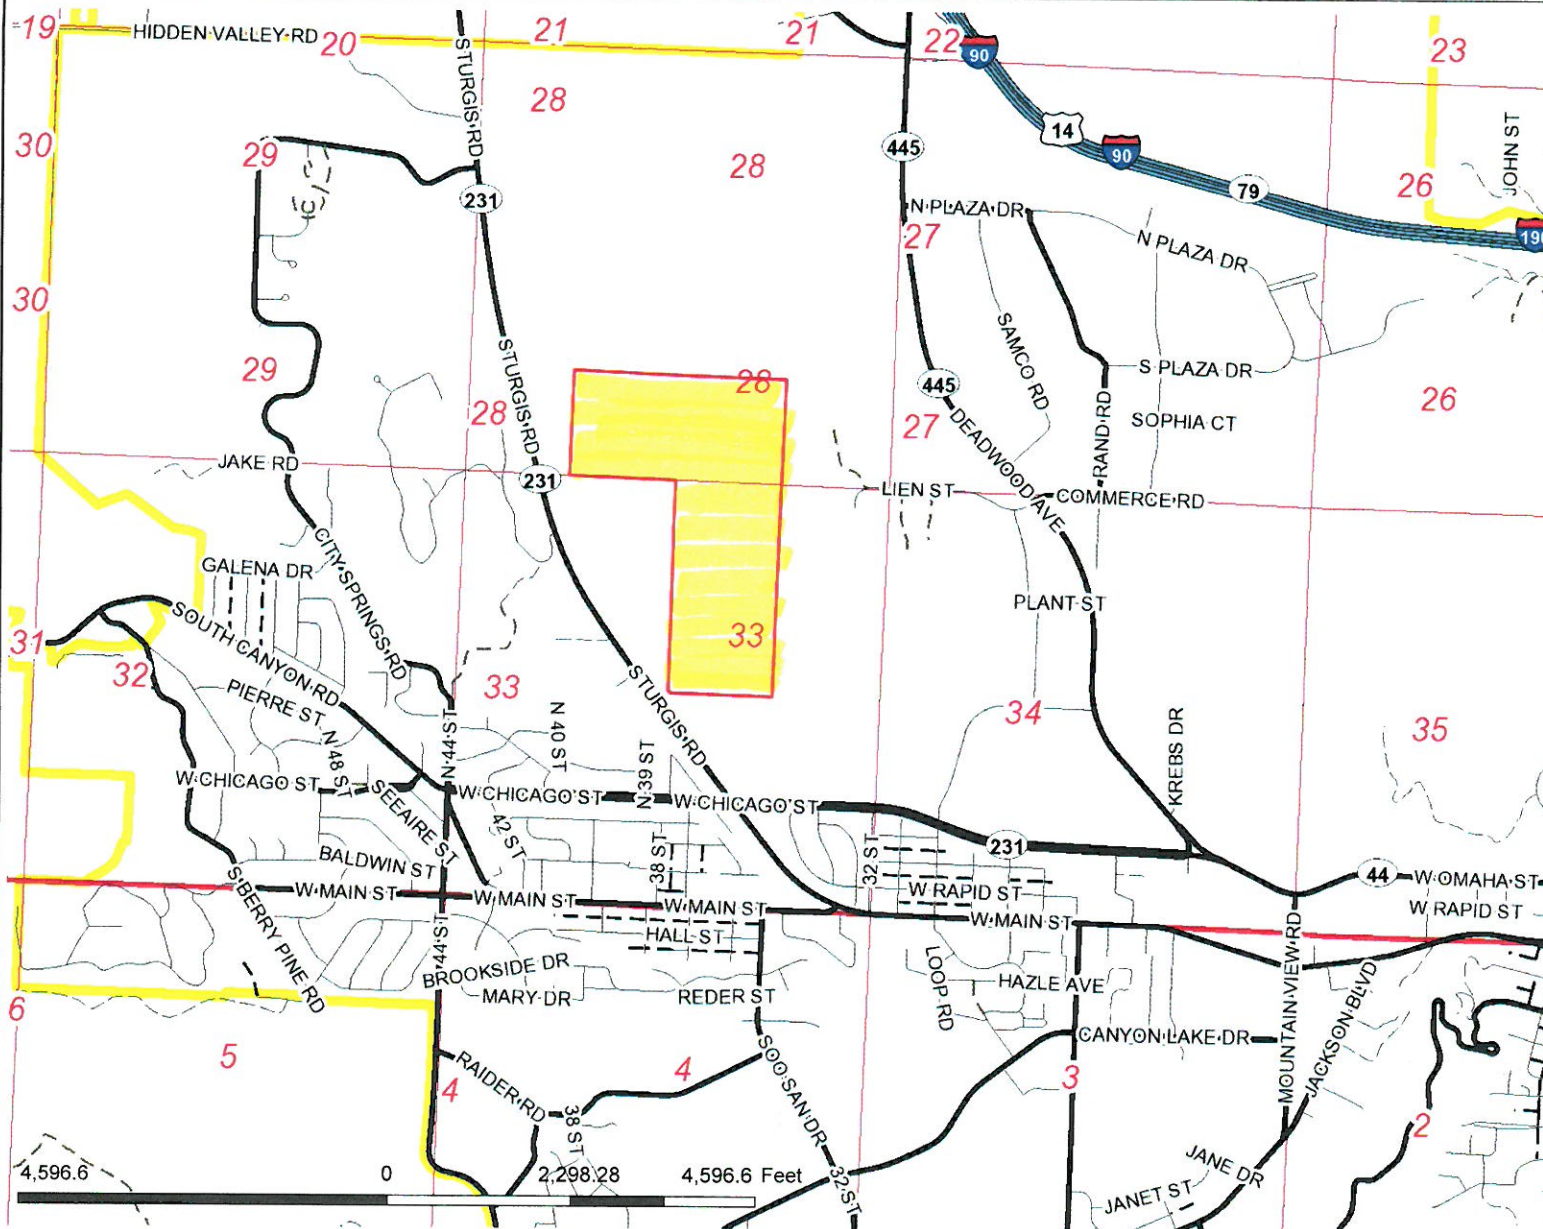 19
HIDDEN VALLEY RD
20
STURGIS RD
21
21
22
90
23
28
14
30
29
445
28
90
JOHN ST
231
79
26
N PLAZA DR
27
N PLAZA DR
190
30
SAMCO RD
29
STURGIS RD
28
S PLAZA DR
445
28
27
DEADWOOD AVE
RAND RD
SOPHIA CT
26
JAKE RD
231
LIEN ST
COMMERCE RD
CITY SPRINGS RD
GALENA DR
PLANT ST
31
SOUTH CANYON RD
33
32
PIERRE ST
33
STURGIS RD
34
35
N 48 ST
N 44 ST
N 40 ST
N 39 ST
KREBS DR
W CHICAGO ST
SEEAIRE ST
W CHICAGO ST
W CHICAGO ST
42 ST
38 ST
32 ST
231
BALDWIN ST
44
W OMAHA ST
W MAIN ST
W MAIN ST
W MAIN ST
W RAPID ST
W MAIN ST
W RAPID ST
S BERRY PINE RD
44 ST
HALL ST
MOUNTAIN VIEW RD
BROOKSIDE DR
MARY DR
REDER ST
LOOP RD
HAZLE AVE
JACKSON BLVD
6
5
CANYON LAKE DR
4
RAIDER RD
4
SOO SAN DR
3
38 ST
2
JANE DR
JANET ST
32 ST
4,596.6
0
2,298.28
4,596.6 Feet